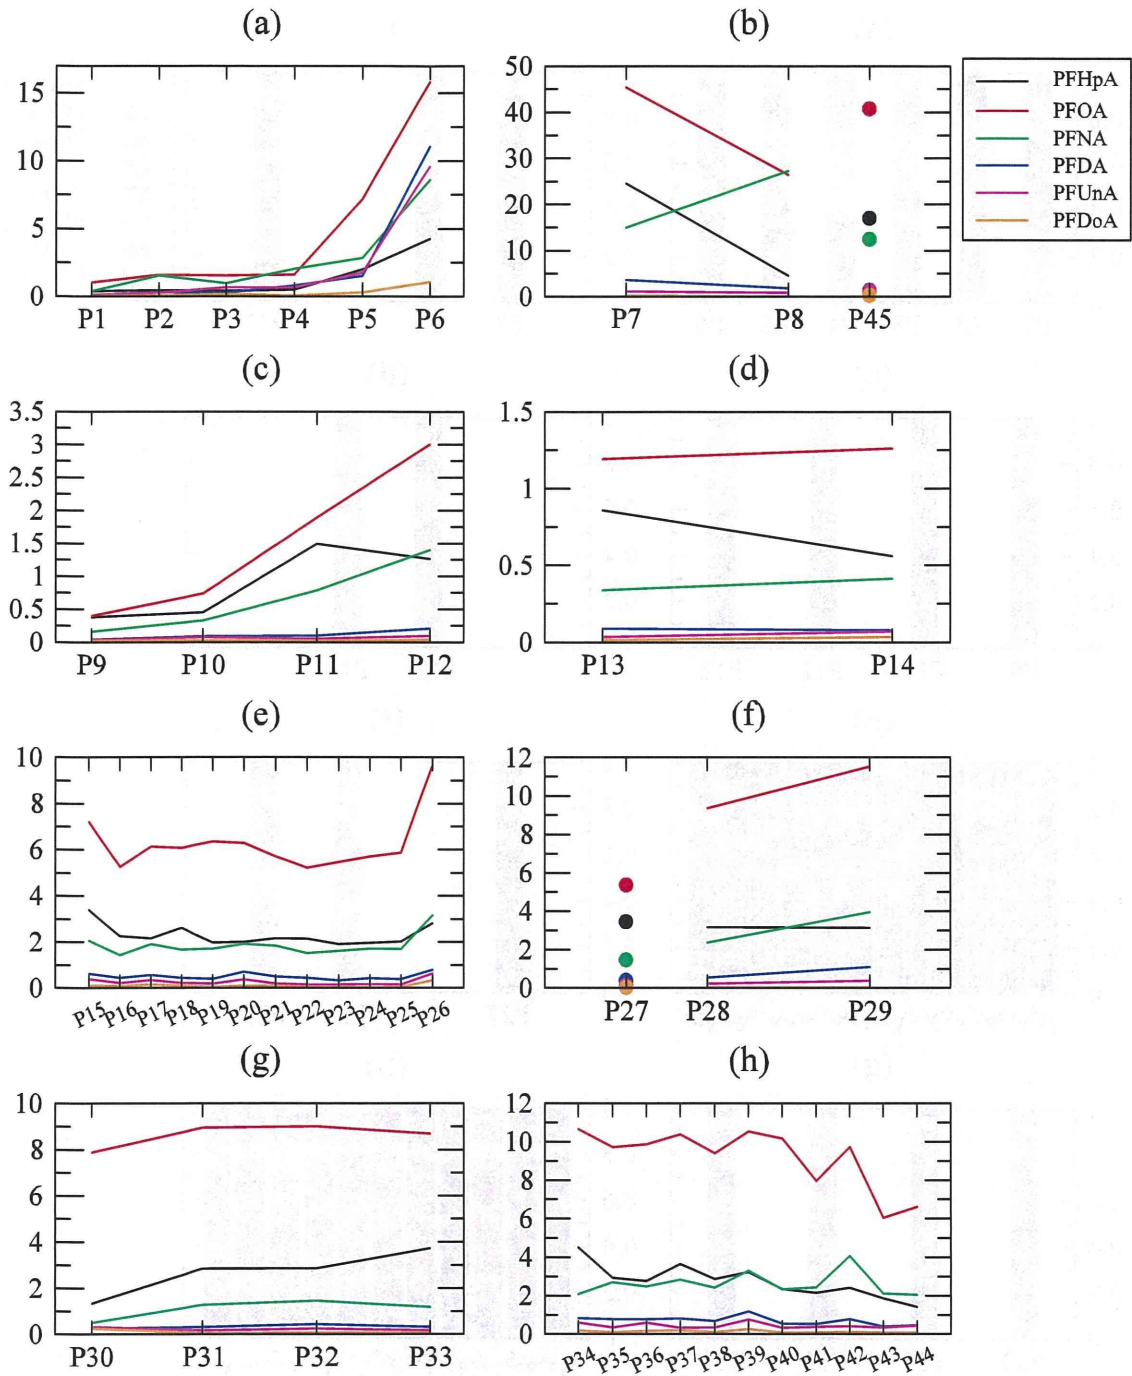 (a)
15
10
5
0
P1 P2 P3 P4 P5 P6
(b)
50
40
30
20
10
0
P7 P8 P45
PFHpA
PFOA
PFNA
PFDA
PFUnA
PFDoA
(c)
3.5
3
2.5
2
1.5
1
0.5
0
P9 P10 P11 P12
(d)
1.5
1
0.5
0
P13 P14
(e)
10
8
6
4
2
0
P15 P16 P17 P18 P19 P20 P21 P22 P23 P24 P25 P26
(f)
12
10
8
6
4
2
0
P27 P28 P29
(g)
10
8
6
4
2
0
P30 P31 P32 P33
(h)
12
10
8
6
4
2
0
P34 P35 P36 P37 P38 P39 P40 P41 P42 P43 P44